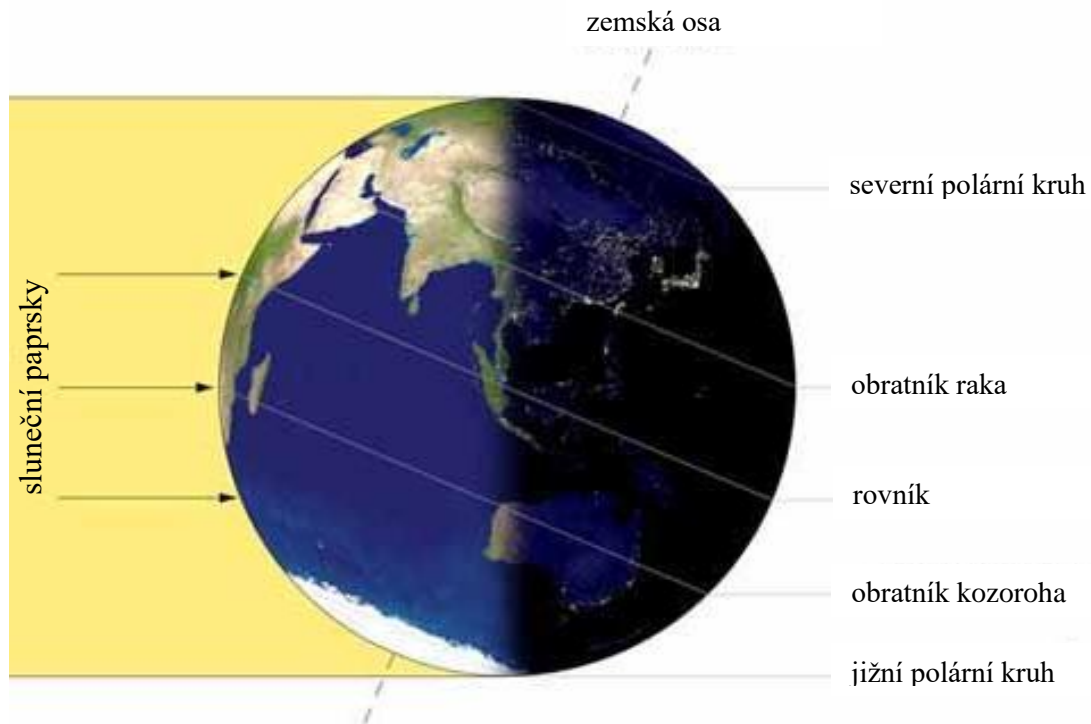 zemská osa
severní polární kruh
sluneční paprsky
obratník raka
rovník
obratník kozoroha
jižní polární kruh